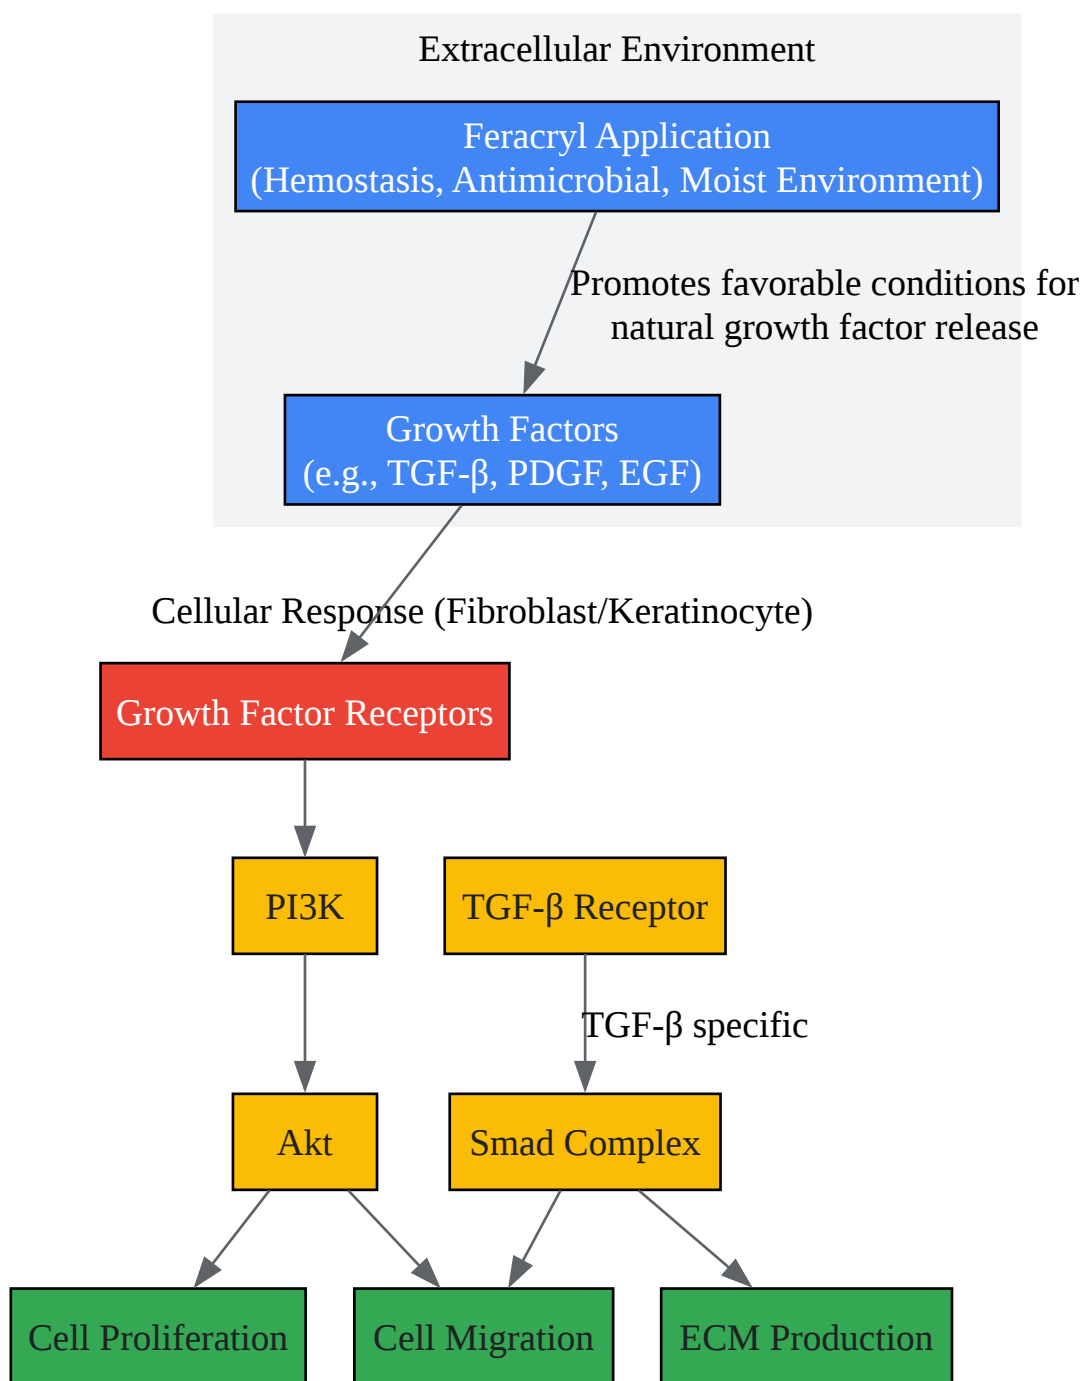 Extracellular Environment
Feracryl Application
(Hemostasis, Antimicrobial, Moist Environment)
Promotes favorable conditions for
natural growth factor release
Growth Factors
(e.g., TGF-β, PDGF, EGF)
Cellular Response (Fibroblast/Keratinocyte)
Growth Factor Receptors
PI3K
TGF-β Receptor
TGF-β specific
Akt
Smad Complex
Cell Proliferation
Cell Migration
ECM Production